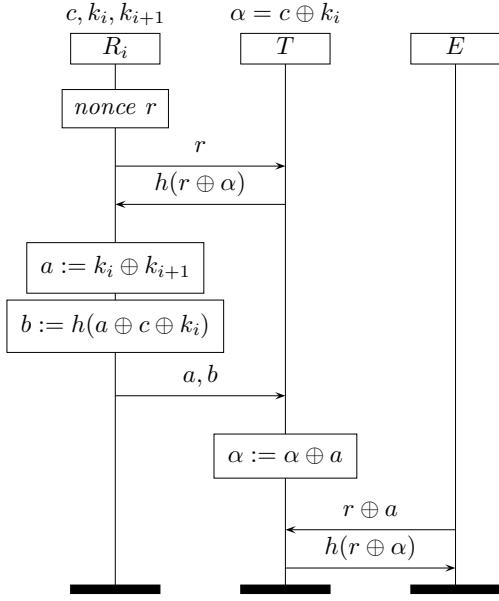 c, k_i, k_{i+1}
α = c ⊕ k_i
R_i
T
E
nonce r
r
h(r ⊕ α)
a := k_i ⊕ k_{i+1}
b := h(a ⊕ c ⊕ k_i)
a, b
α := α ⊕ a
r ⊕ a
h(r ⊕ α)